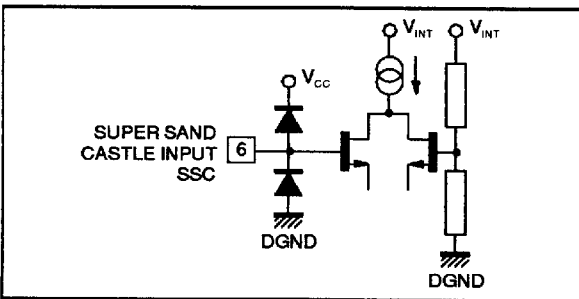 V_INT V_INT
V_CC
SUPER SAND
CASTLE INPUT
SSC
6
DGND
DGND